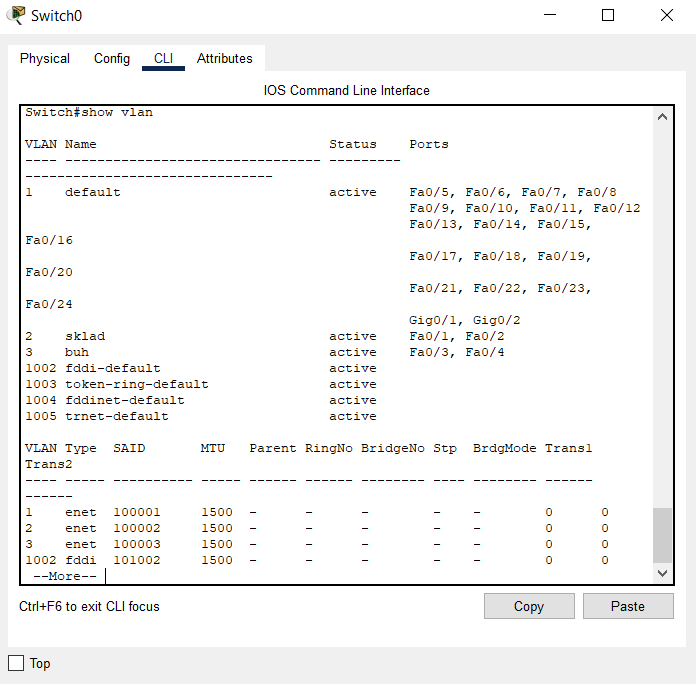 Switch0
Physical Config CLI Attributes
IOS Command Line Interface
Switch#show vlan
VLAN Name                             Status    Ports
---- -------------------------------- ---------
-------------------------------
1    default                          active    Fa0/5, Fa0/6, Fa0/7, Fa0/8
                                                Fa0/9, Fa0/10, Fa0/11, Fa0/12
                                                Fa0/13, Fa0/14, Fa0/15,
Fa0/16
                                                Fa0/17, Fa0/18, Fa0/19,
Fa0/20
                                                Fa0/21, Fa0/22, Fa0/23,
Fa0/24
                                                Gig0/1, Gig0/2
2    sklad                            active    Fa0/1, Fa0/2
3    buh                              active    Fa0/3, Fa0/4
1002 fddi-default                     active
1003 token-ring-default               active
1004 fddinet-default                  active
1005 trnet-default                    active
VLAN Type  SAID       MTU   Parent RingNo BridgeNo Stp  BrdgMode Trans1
Trans2
---- ----- ---------- ----- ------ ------ -------- ---- -------- ------
------
1    enet  100001     1500  -      -      -        -    -        0      0
2    enet  100002     1500  -      -      -        -    -        0      0
3    enet  100003     1500  -      -      -        -    -        0      0
1002 fddi  101002     1500  -      -      -        -    -        0      0
 --More--
Ctrl+F6 to exit CLI focus Copy Paste
Top